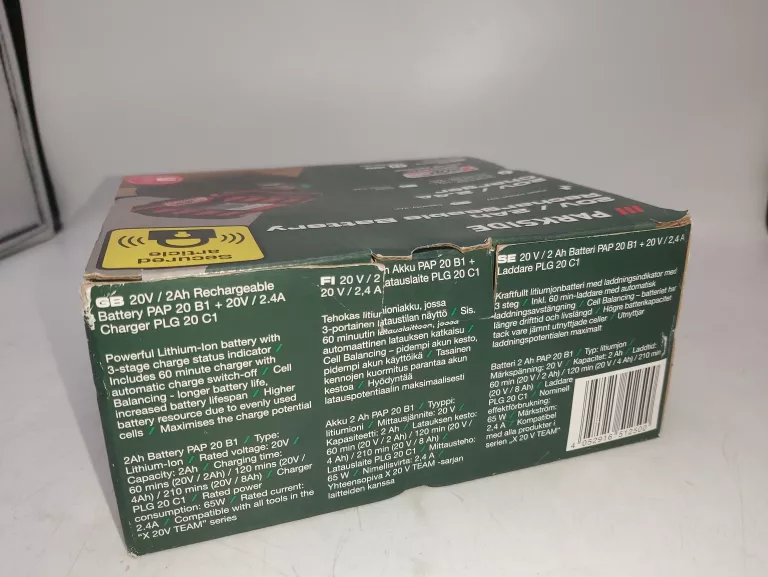 PARKSIDE
20V / 2Ah
Rechargeable Battery
20V / 2.4A
Secured
article
GB 20V / 2Ah Rechargeable
Battery PAP 20 B1 + 20V / 2.4A
Charger PLG 20 C1
Powerful Lithium-Ion battery with
3-stage charge status indicator /
Includes 60 minute charger with
automatic charge switch-off / Cell
Balancing - longer battery life,
increased battery lifespan / Higher
battery resource due to evenly used
cells / Maximises the charge potential
2Ah Battery PAP 20 B1 / Type:
Lithium-Ion / Rated voltage: 20V /
Capacity: 2Ah / Charging time:
60 mins (20V / 2Ah) / 120 mins (20V /
4Ah) / 210 mins (20V / 8Ah) / Charger
PLG 20 C1 / Rated power
consumption: 65W / Rated current:
2.4A / Compatible with all tools in the
"X 20V TEAM" series
FI 20 V / 2 h Akku PAP 20 B1 +
20 V / 2,4 A atauslaite PLG 20 C1
Tehokas litiumioniakku, jossa
3-portainen lataustilan näyttö / Sis.
60 minuutin latauslaitteen, jossa
automaattinen latauksen katkaisu /
Cell Balancing – pidempi akun kesto,
pidempi akun käyttöikä / Tasainen
kennojen kuormitus parantaa akun
kestoa / Hyödyntää
latauspotentiaalin maksimaalisesti
Akku 2 Ah PAP 20 B1 / Tyyppi:
litiumioni / Mittausjännite: 20 V /
Kapasiteetti: 2 Ah / Latauksen kesto:
60 min (20 V / 2 Ah) / 120 min (20 V /
4 Ah) / 210 min (20 V / 8 Ah) /
Latauslaite PLG 20 C1 / Mittausteho:
65 W / Nimellisvirta: 2,4 A /
Yhteensopiva X 20 V TEAM -sarjan
laitteiden kanssa
SE 20 V / 2 Ah Batteri PAP 20 B1 + 20 V / 2,4 A
Laddare PLG 20 C1
Kraftfullt litiumjonbatteri med laddningsindikator med
3 steg / Inkl. 60 min-laddare med automatisk
laddningsavstängning / Cell Balancing – batteriet har
längre drifttid och livslängd / Högre batterikapacitet
tack vare jämnt utnyttjade celler / Utnyttjar
laddningspotentialen maximalt
Batteri 2 Ah PAP 20 B1 / Typ: litiumjon /
Märkspänning: 20 V / Kapacitet: 2 Ah / Laddtid:
60 min (20 V / 2 Ah) / 120 min (20 V / 4 Ah) / 210 min
(20 V / 8 Ah) / Laddare
PLG 20 C1 / Nominell
effektförbrukning:
65 W / Märkström:
2,4 A / Kompatibel
med alla produkter i
serien „X 20 V TEAM"
4 052916 512500